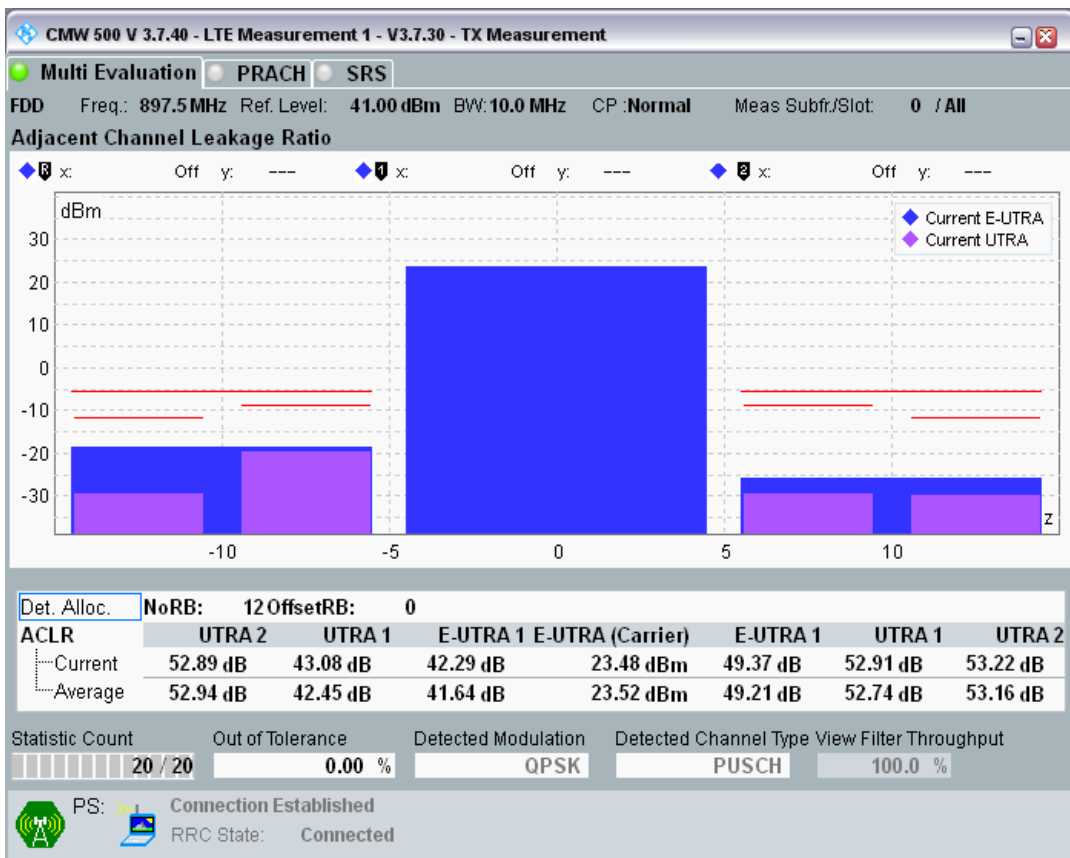 CMW 500 V 3.7.40 - LTE Measurement 1 - V3.7.30 - TX Measurement
Multi Evaluation PRACH SRS
FDD Freq.: 897.5 MHz Ref. Level: 41.00 dBm BW: 10.0 MHz CP :Normal Meas Subfr./Slot: 0 / All
Adjacent Channel Leakage Ratio
R x: Off y: --- 1 x: Off y: --- 2 x: Off y: ---
dBm
Current E-UTRA
Current UTRA
30
20
10
0
-10
-20
-30
z
-10 -5 0 5 10
Det. Alloc. NoRB: 12 OffsetRB: 0
ACLR UTRA 2 UTRA 1 E-UTRA 1 E-UTRA (Carrier) E-UTRA 1 UTRA 1 UTRA 2
Current 52.89 dB 43.08 dB 42.29 dB 23.48 dBm 49.37 dB 52.91 dB 53.22 dB
Average 52.94 dB 42.45 dB 41.64 dB 23.52 dBm 49.21 dB 52.74 dB 53.16 dB
Statistic Count Out of Tolerance Detected Modulation Detected Channel Type View Filter Throughput
20 / 20 0.00 % QPSK PUSCH 100.0 %
PS: Connection Established
RRC State: Connected